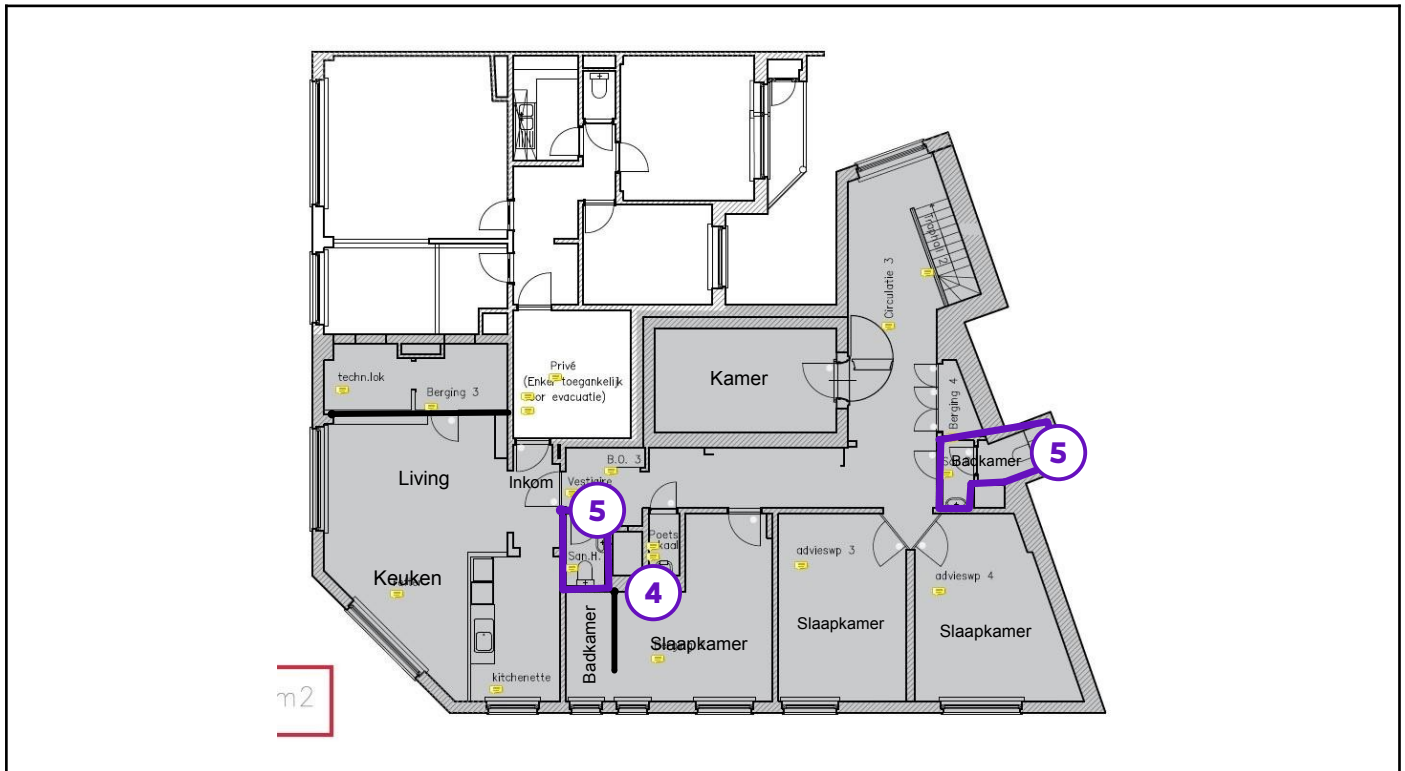 Traphall 2
Circulatie 3
Privé
(Enkel toegankelijk
voor evacuatie)
techn.lok
Berging 3
Kamer
Berging 4
Badkamer
5
B.O. 3
Living
Inkom
Vestiaire
5
Poets
lokaal
San.H.
advieswp 3
advieswp 4
Keuken
4
Badkamer
Slaapkamer
Slaapkamer
Slaapkamer
kitchenette
m2